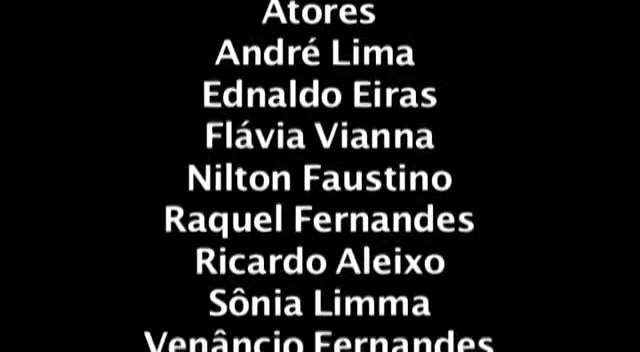 Atores
André Lima
Ednaldo Eiras
Flávia Vianna
Nilton Faustino
Raquel Fernandes
Ricardo Aleixo
Sônia Limma
Venâncio Fernandes